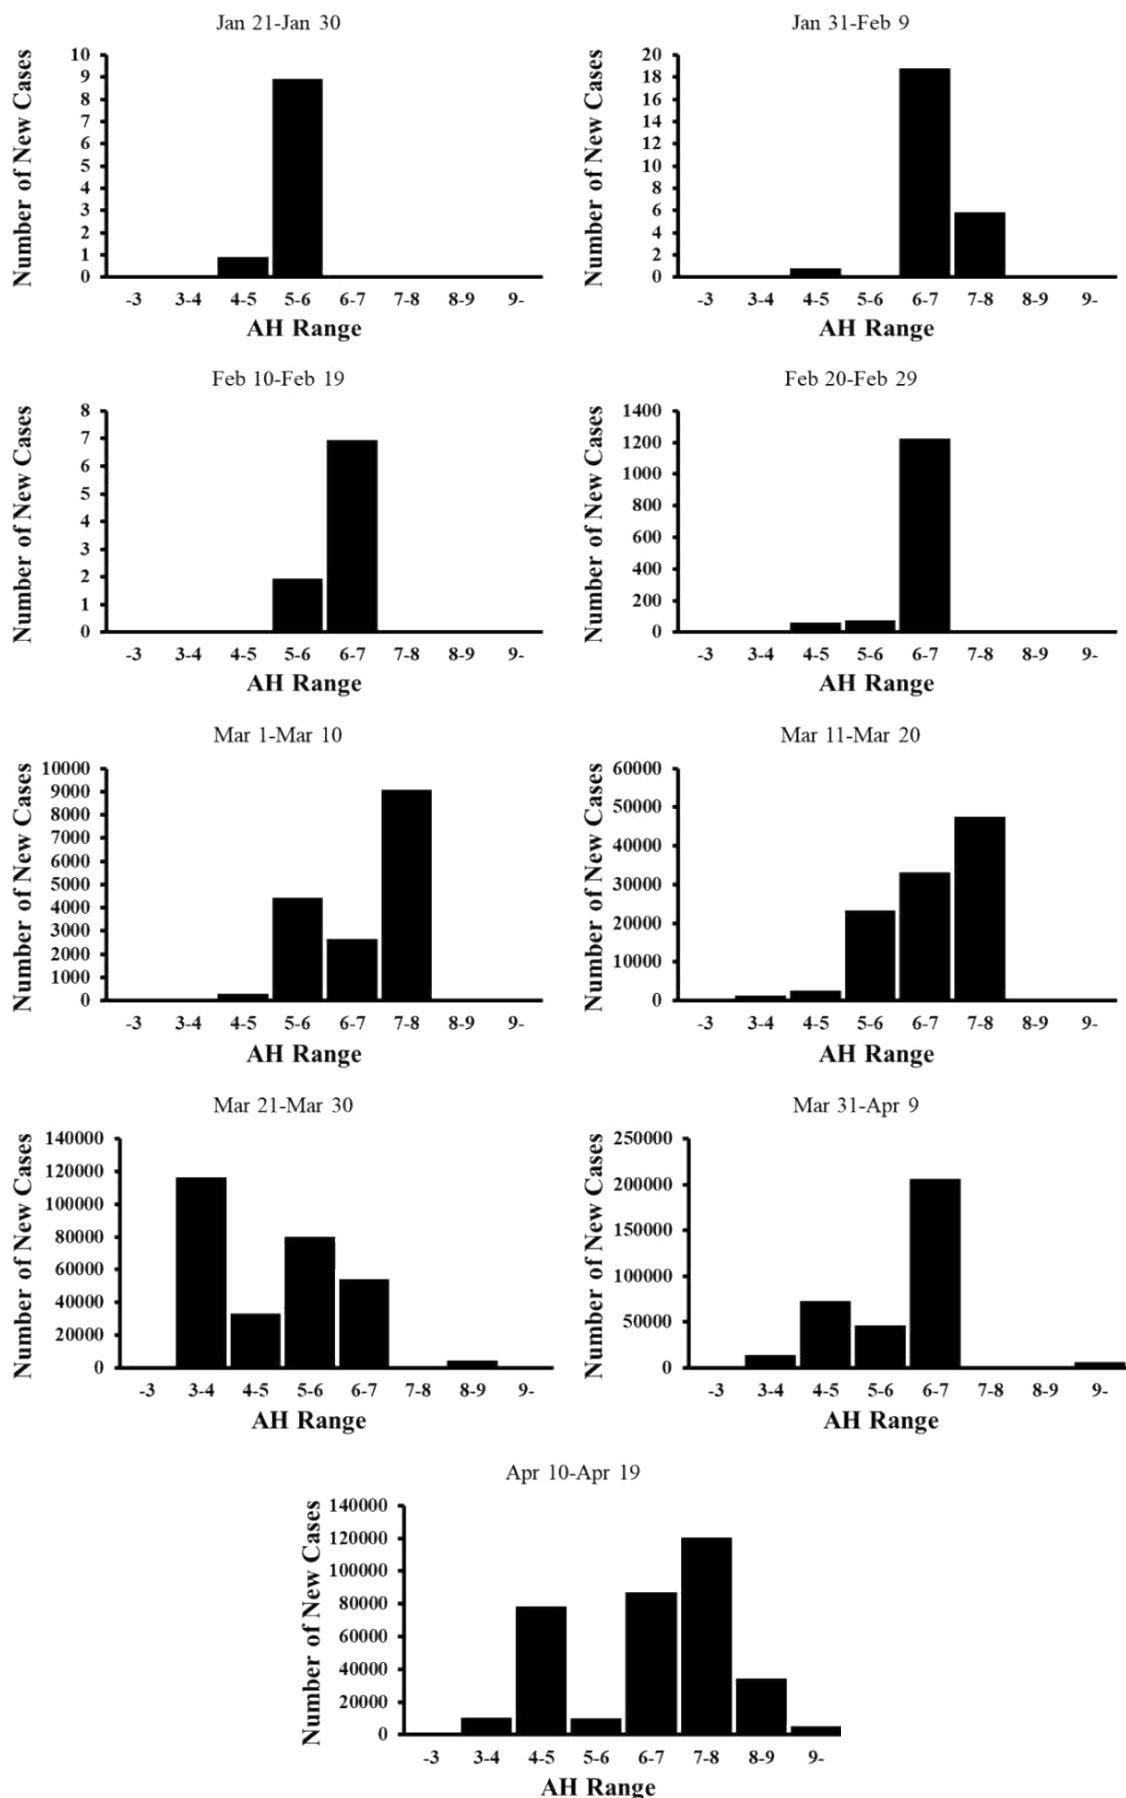 Jan 21-Jan 30
Number of New Cases
10
9
8
7
6
5
4
3
2
1
0
-3 3-4 4-5 5-6 6-7 7-8 8-9 9-
AH Range
Jan 31-Feb 9
Number of New Cases
20
18
16
14
12
10
8
6
4
2
0
-3 3-4 4-5 5-6 6-7 7-8 8-9 9-
AH Range
Feb 10-Feb 19
Number of New Cases
8
7
6
5
4
3
2
1
0
-3 3-4 4-5 5-6 6-7 7-8 8-9 9-
AH Range
Feb 20-Feb 29
Number of New Cases
1400
1200
1000
800
600
400
200
0
-3 3-4 4-5 5-6 6-7 7-8 8-9 9-
AH Range
Mar 1-Mar 10
Number of New Cases
10000
9000
8000
7000
6000
5000
4000
3000
2000
1000
0
-3 3-4 4-5 5-6 6-7 7-8 8-9 9-
AH Range
Mar 11-Mar 20
Number of New Cases
60000
50000
40000
30000
20000
10000
0
-3 3-4 4-5 5-6 6-7 7-8 8-9 9-
AH Range
Mar 21-Mar 30
Number of New Cases
140000
120000
100000
80000
60000
40000
20000
0
-3 3-4 4-5 5-6 6-7 7-8 8-9 9-
AH Range
Mar 31-Apr 9
Number of New Cases
250000
200000
150000
100000
50000
0
-3 3-4 4-5 5-6 6-7 7-8 8-9 9-
AH Range
Apr 10-Apr 19
Number of New Cases
140000
120000
100000
80000
60000
40000
20000
0
-3 3-4 4-5 5-6 6-7 7-8 8-9 9-
AH Range